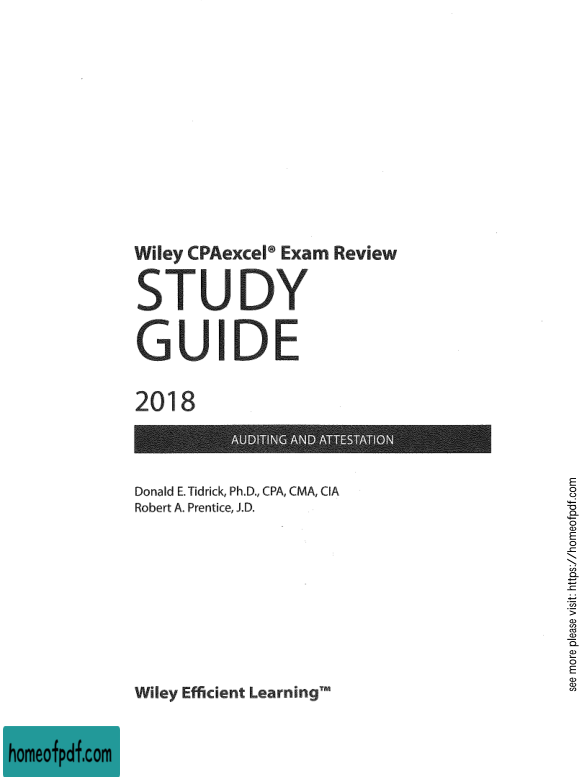 Wiley CPAexcel® Exam Review
STUDY
GUIDE
2018
AUDITING AND ATTESTATION
Donald E. Tidrick, Ph.D., CPA, CMA, CIA
Robert A. Prentice, J.D.
Wiley Efficient Learning™
see more please visit: https://homeofpdf.com
homeofpdf.com